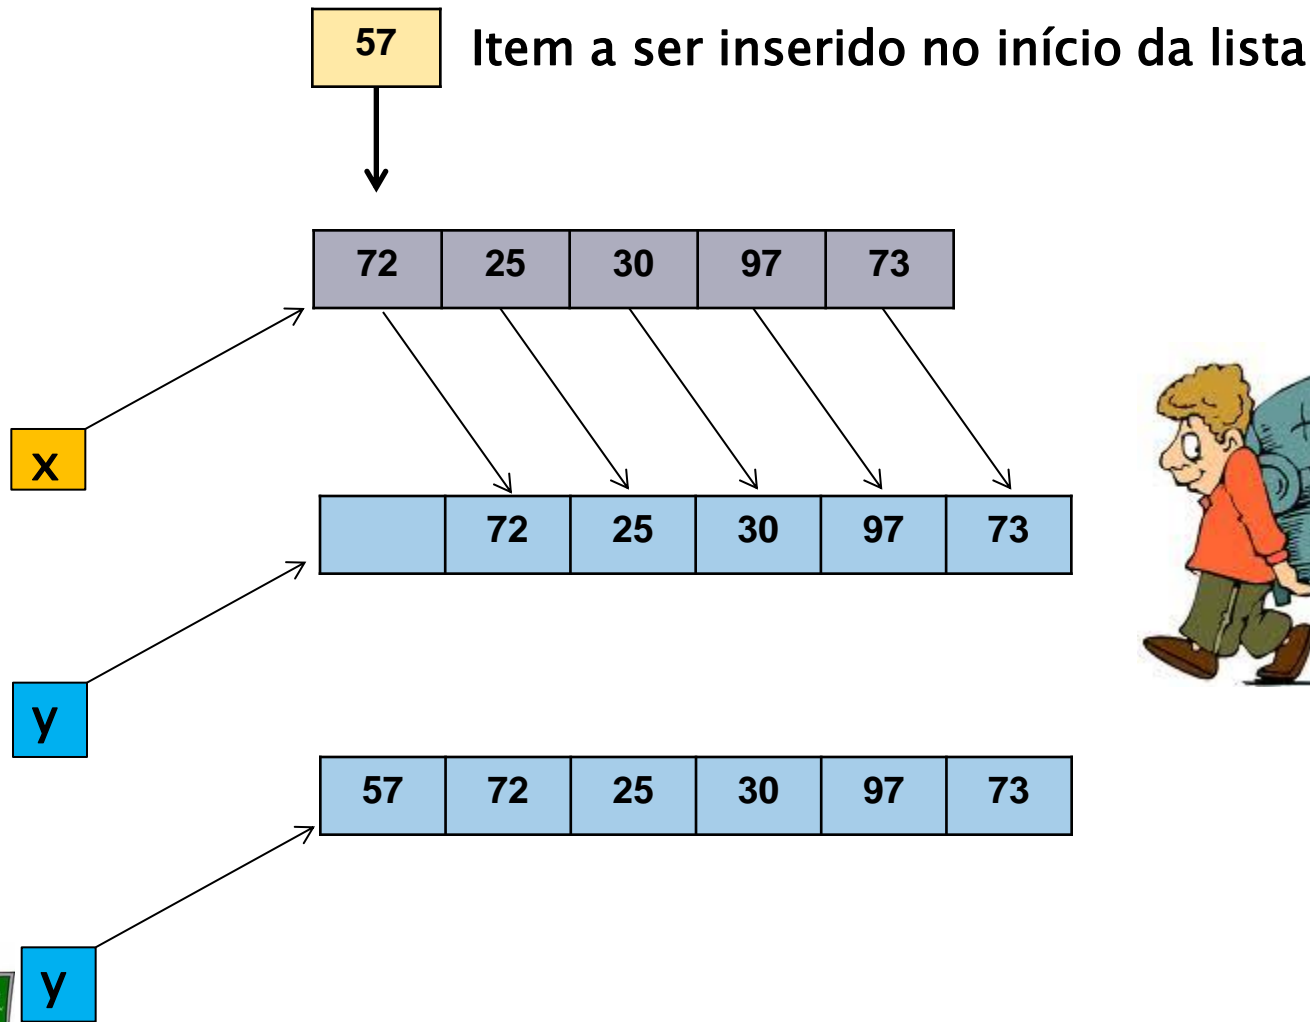 57 Item a ser inserido no início da lista
72 25 30 97 73
x
72 25 30 97 73
y
57 72 25 30 97 73
y